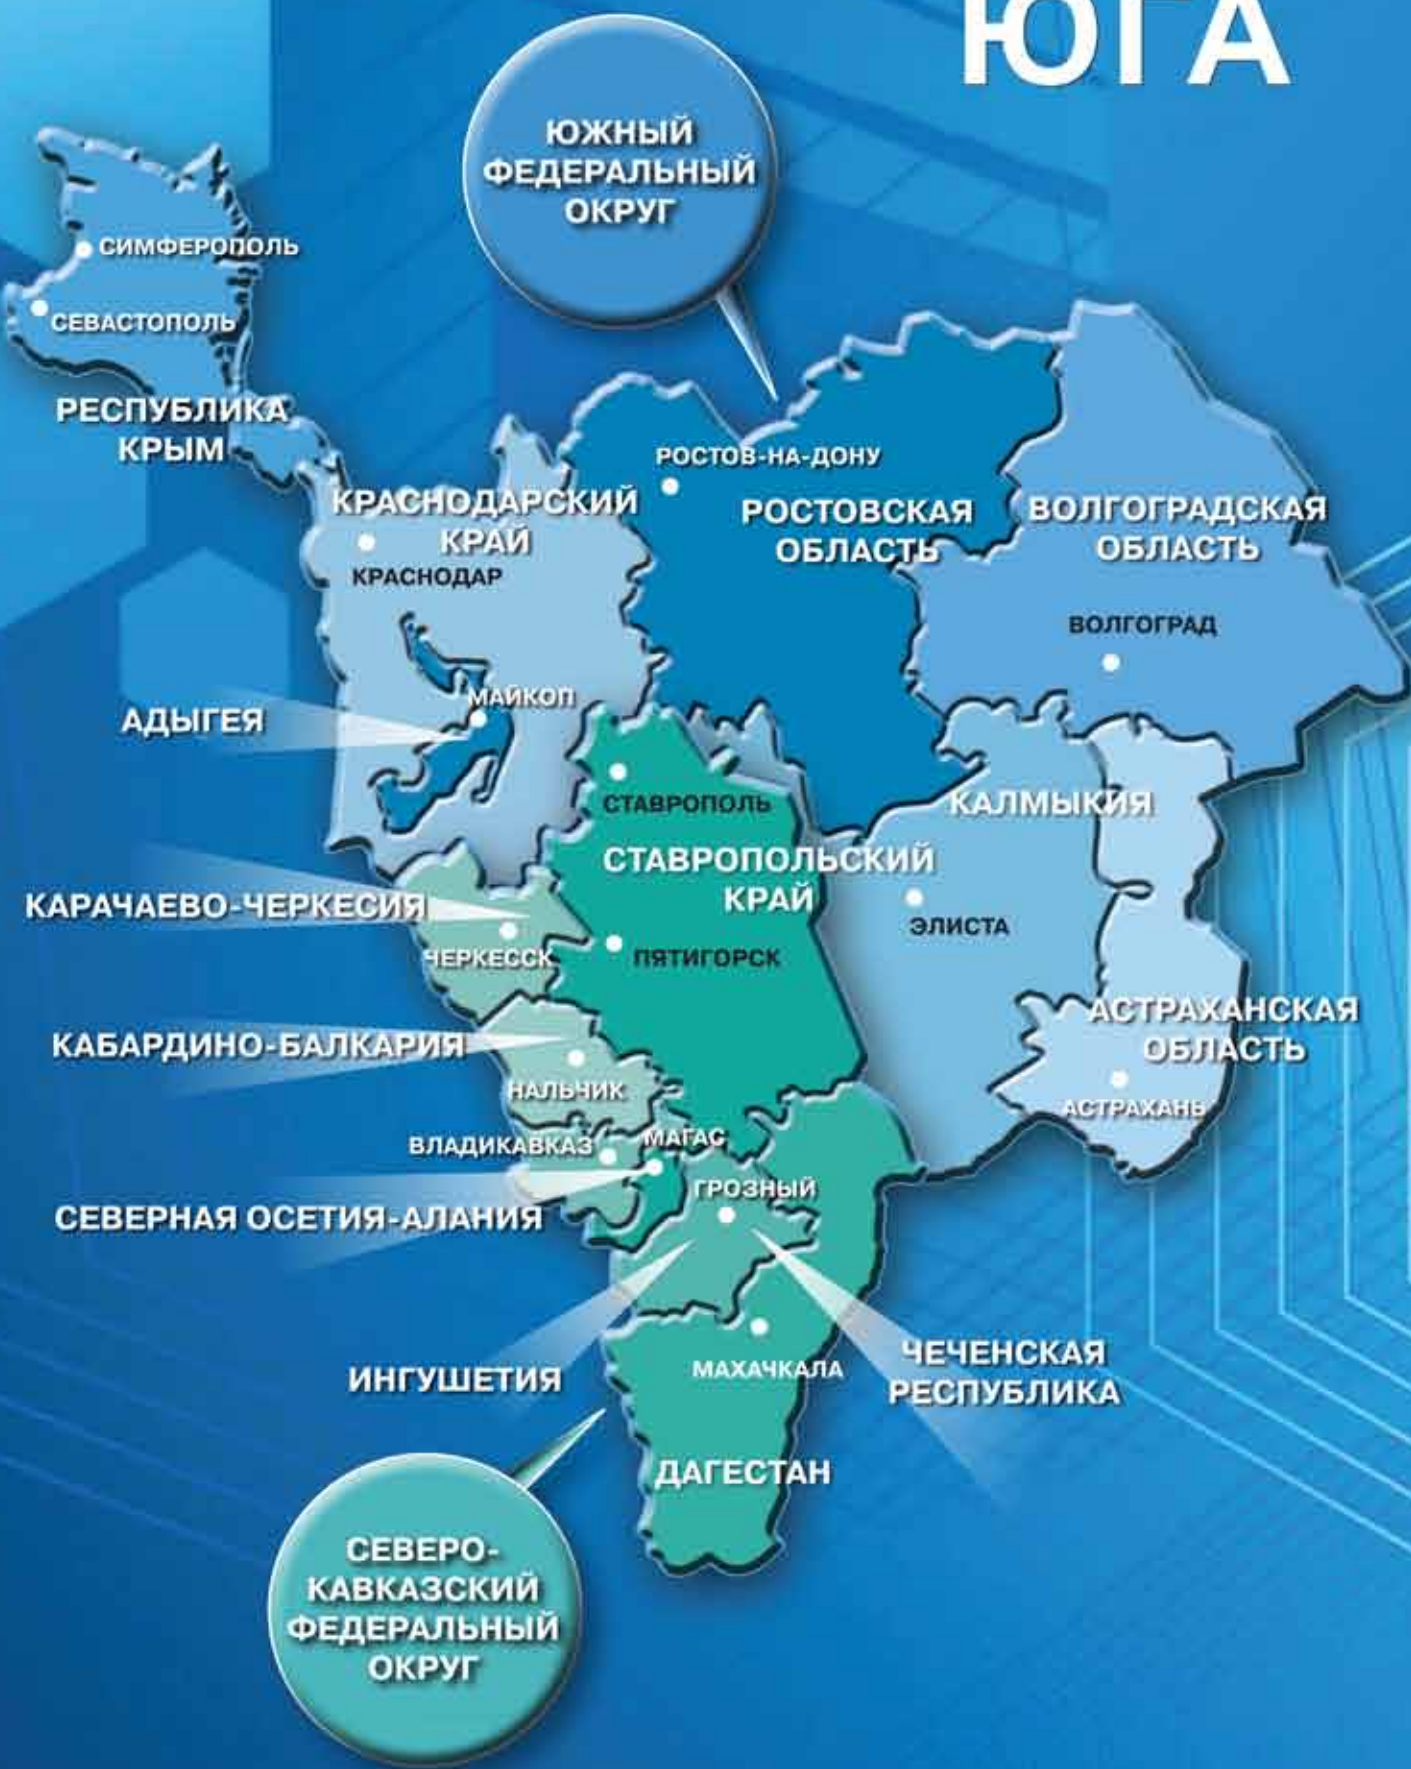 ЮГА
ЮЖНЫЙ
ФЕДЕРАЛЬНЫЙ
ОКРУГ
СИМФЕРОПОЛЬ
СЕВАСТОПОЛЬ
РЕСПУБЛИКА
КРЫМ
РОСТОВ-НА-ДОНУ
КРАСНОДАРСКИЙ
КРАЙ
КРАСНОДАР
РОСТОВСКАЯ
ОБЛАСТЬ
ВОЛГОГРАДСКАЯ
ОБЛАСТЬ
ВОЛГОГРАД
МАЙКОП
АДЫГЕЯ
СТАВРОПОЛЬ
КАЛМЫКИЯ
СТАВРОПОЛЬСКИЙ
КРАЙ
КАРАЧАЕВО-ЧЕРКЕСИЯ
ЭЛИСТА
ЧЕРКЕССК
ПЯТИГОРСК
АСТРАХАНСКАЯ
ОБЛАСТЬ
КАБАРДИНО-БАЛКАРИЯ
НАЛЬЧИК
АСТРАХАНЬ
ВЛАДИКАВКАЗ
МАГАС
ГРОЗНЫЙ
СЕВЕРНАЯ ОСЕТИЯ-АЛАНИЯ
ИНГУШЕТИЯ
МАХАЧКАЛА
ЧЕЧЕНСКАЯ
РЕСПУБЛИКА
ДАГЕСТАН
СЕВЕРО-
КАВКАЗСКИЙ
ФЕДЕРАЛЬНЫЙ
ОКРУГ